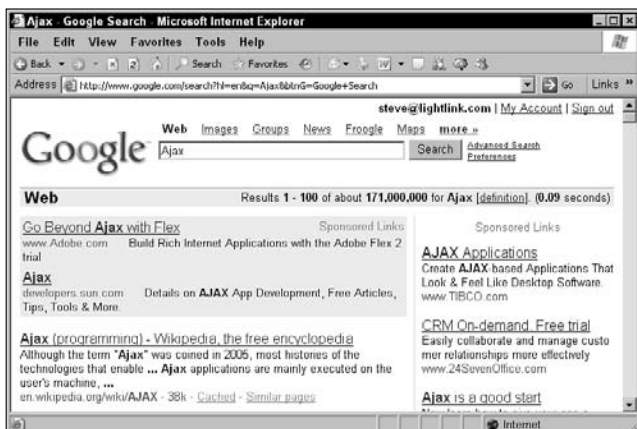 Ajax - Google Search - Microsoft Internet Explorer
File Edit View Favorites Tools Help
Back Search Favorites
Address http://www.google.com/search?hl=en&q=Ajax&btnG=Google+Search Go Links »
steve@lightlink.com | My Account | Sign out
Web Images Groups News Froogle Maps more »
Google Ajax Search Advanced Search
Preferences
Web Results 1 - 100 of about 171,000,000 for Ajax [definition]. (0.09 seconds)
Go Beyond Ajax with Flex Sponsored Links
www.Adobe.com Build Rich Internet Applications with the Adobe Flex 2
trial
Ajax
developers.sun.com Details on AJAX App Development, Free Articles,
Tips, Tools & More.
Ajax (programming) - Wikipedia, the free encyclopedia
Although the term "Ajax" was coined in 2005, most histories of the
technologies that enable ... Ajax applications are mainly executed on the
user's machine, ...
en.wikipedia.org/wiki/AJAX - 38k - Cached - Similar pages
Sponsored Links
AJAX Applications
Create AJAX-based Applications That
Look & Feel Like Desktop Software.
www.TIBCO.com
CRM On-demand. Free trial
Easily collaborate and manage custo
mer relationships more effectively
www.24SevenOffice.com
Ajax is a good start
Internet